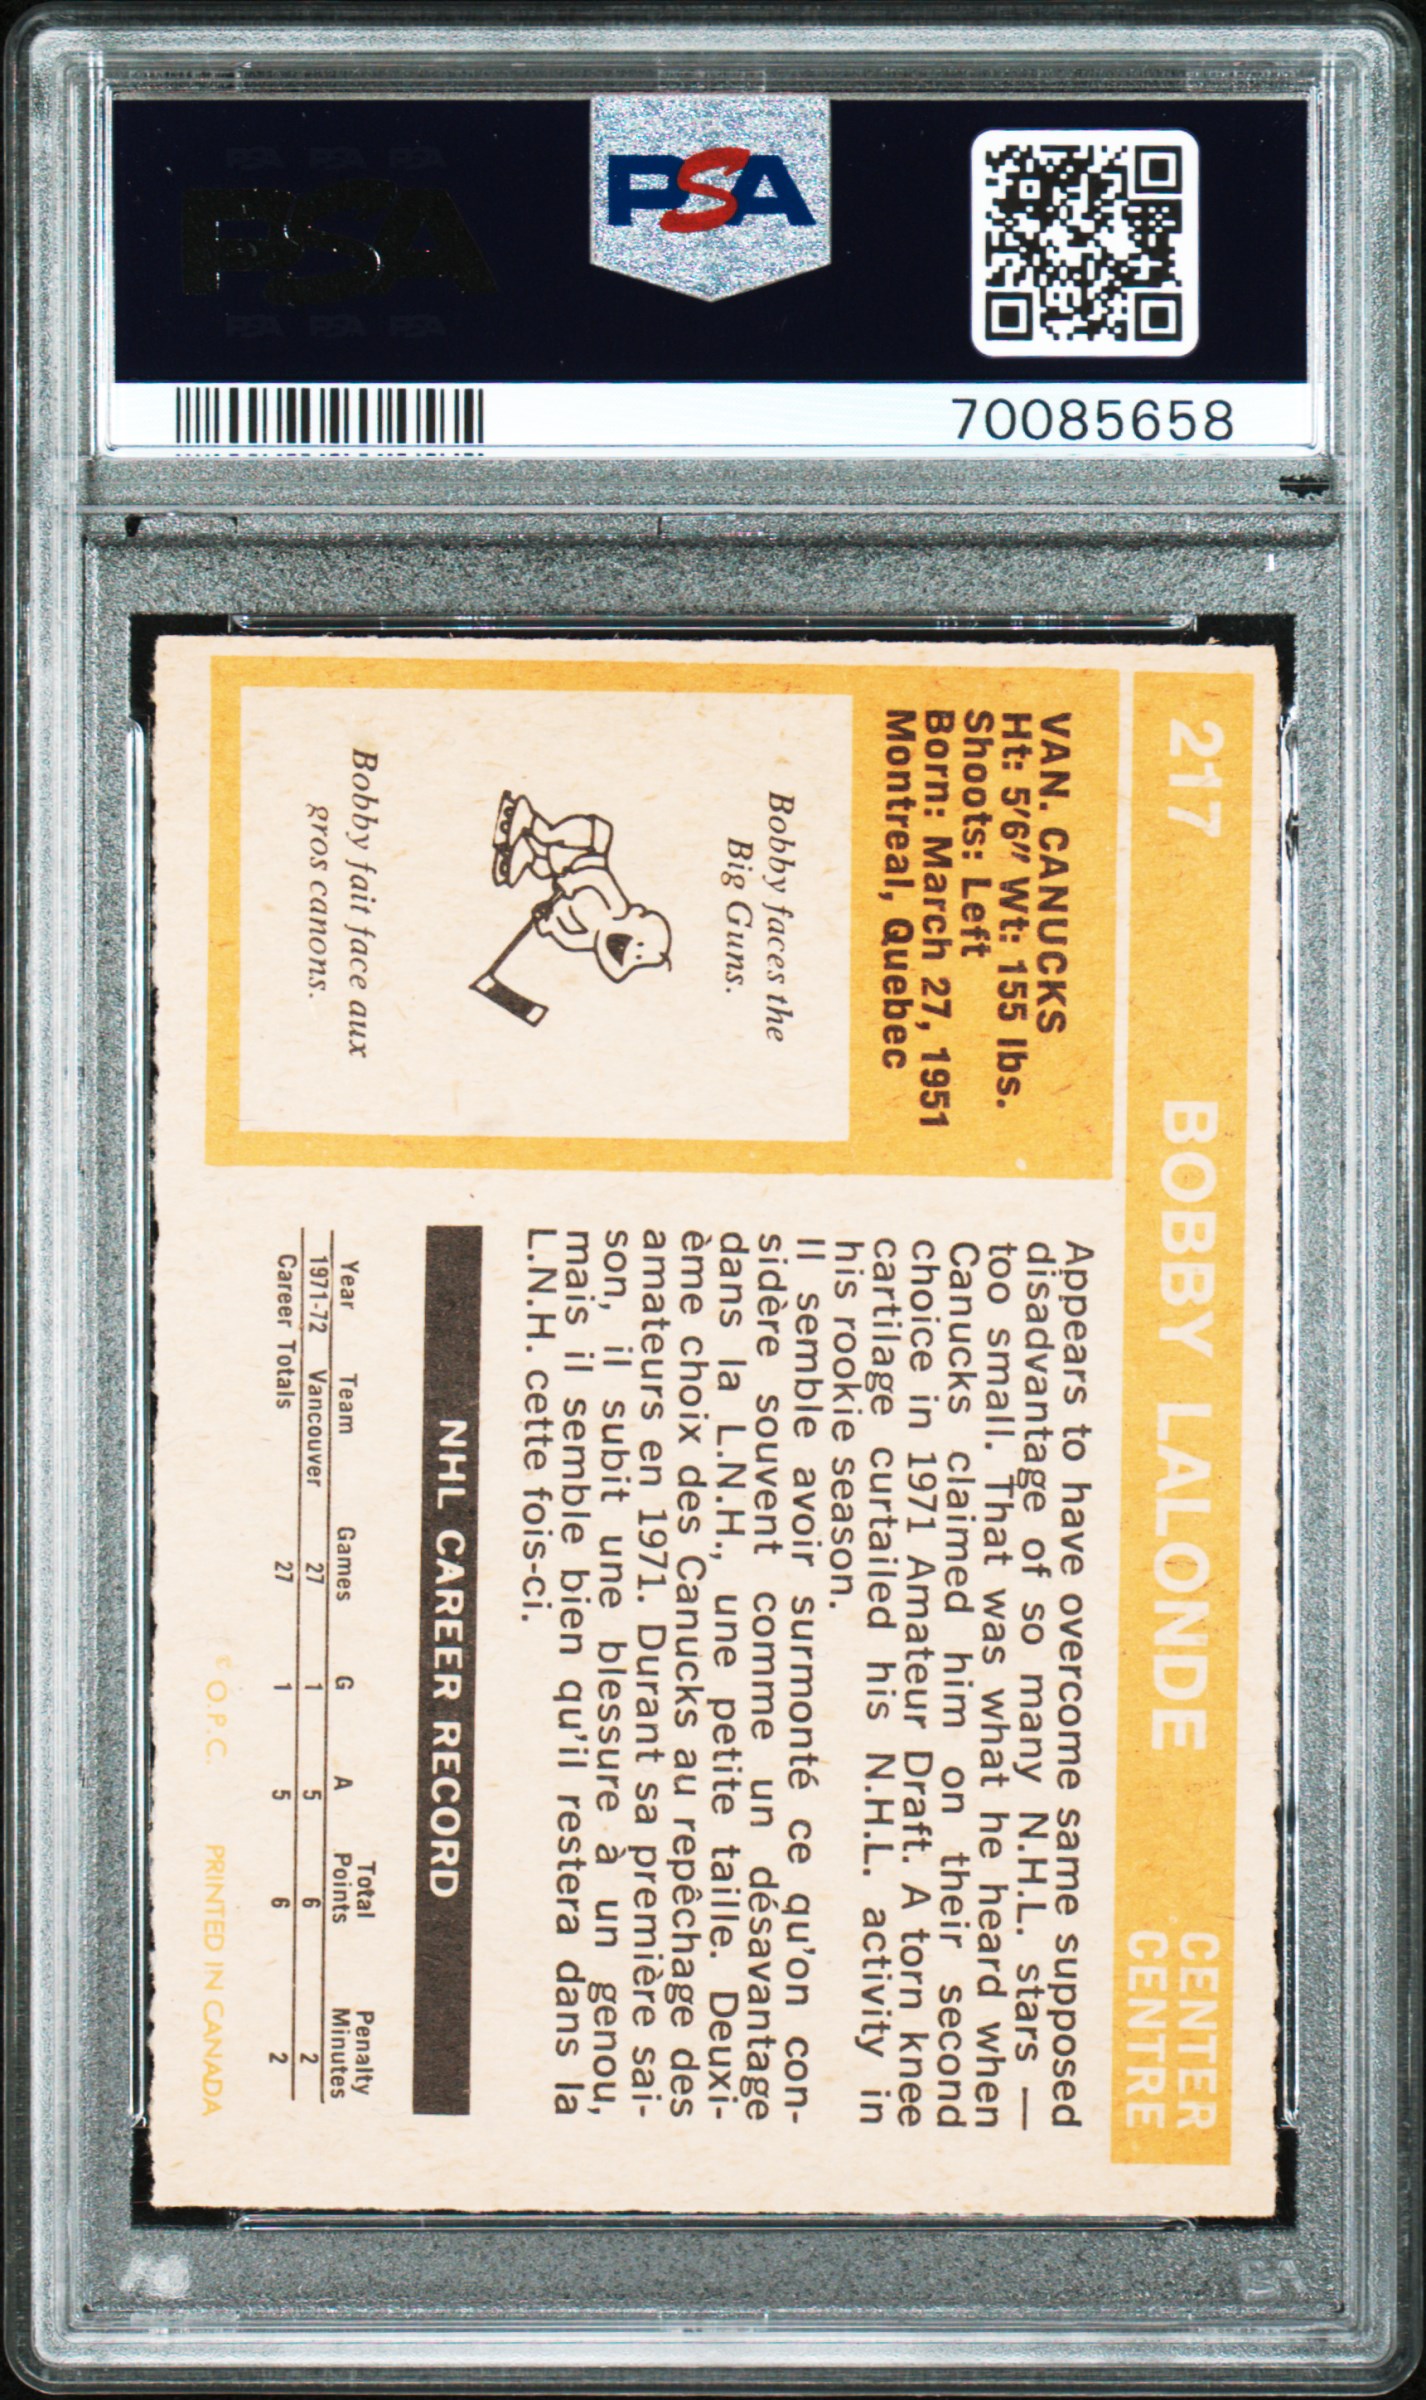 PSA
PSA PSA PSA
PSA
PSA PSA PSA
70085658
217 BOBBY LALONDE CENTER
CENTRE
VAN. CANUCKS
Ht: 5'6" Wt: 155 lbs.
Shoots: Left
Born: March 27, 1951
Montreal, Quebec
Bobby faces the
Big Guns.
Bobby fait face aux
gros canons.
Appears to have overcome same supposed
disadvantage of so many N.H.L. stars —
too small. That was what he heard when
Canucks claimed him on their second
choice in 1971 Amateur Draft. A torn knee
cartilage curtailed his N.H.L. activity in
his rookie season.
Il semble avoir surmonté ce qu'on con-
sidère souvent comme un désavantage
dans la L.N.H., une petite taille. Deuxi-
ème choix des Canucks au repêchage des
amateurs en 1971. Durant sa première sai-
son, il subit une blessure à un genou,
mais il semble bien qu'il restera dans la
L.N.H. cette fois-ci.
NHL CAREER RECORD
Year Team Games G A Total Points Penalty Minutes
1971-72 Vancouver 27 1 5 6 2
Career Totals 27 1 5 6 2
© O.P.C. PRINTED IN CANADA